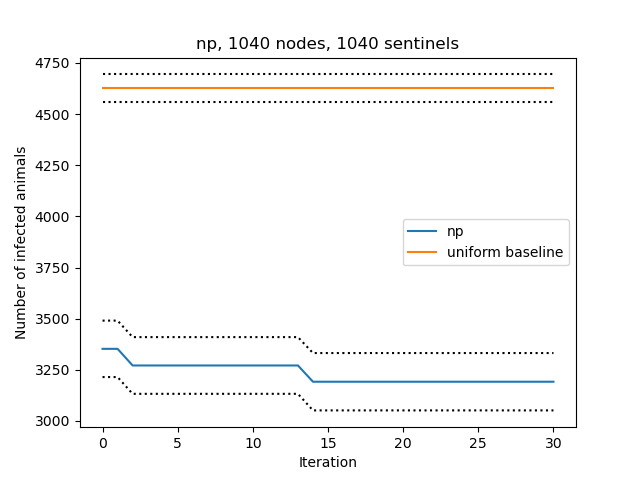 np, 1040 nodes, 1040 sentinels
4750
4500
4250
4000
3750
3500
3250
3000
Number of infected animals
np
uniform baseline
0 5 10 15 20 25 30
Iteration